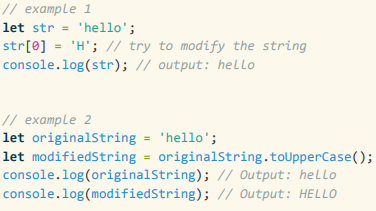 // example 1
let str = 'hello';
str[0] = 'H'; // try to modify the string
console.log(str); // output: hello
// example 2
let originalString = 'hello';
let modifiedString = originalString.toUpperCase();
console.log(originalString); // Output: hello
console.log(modifiedString); // Output: HELLO